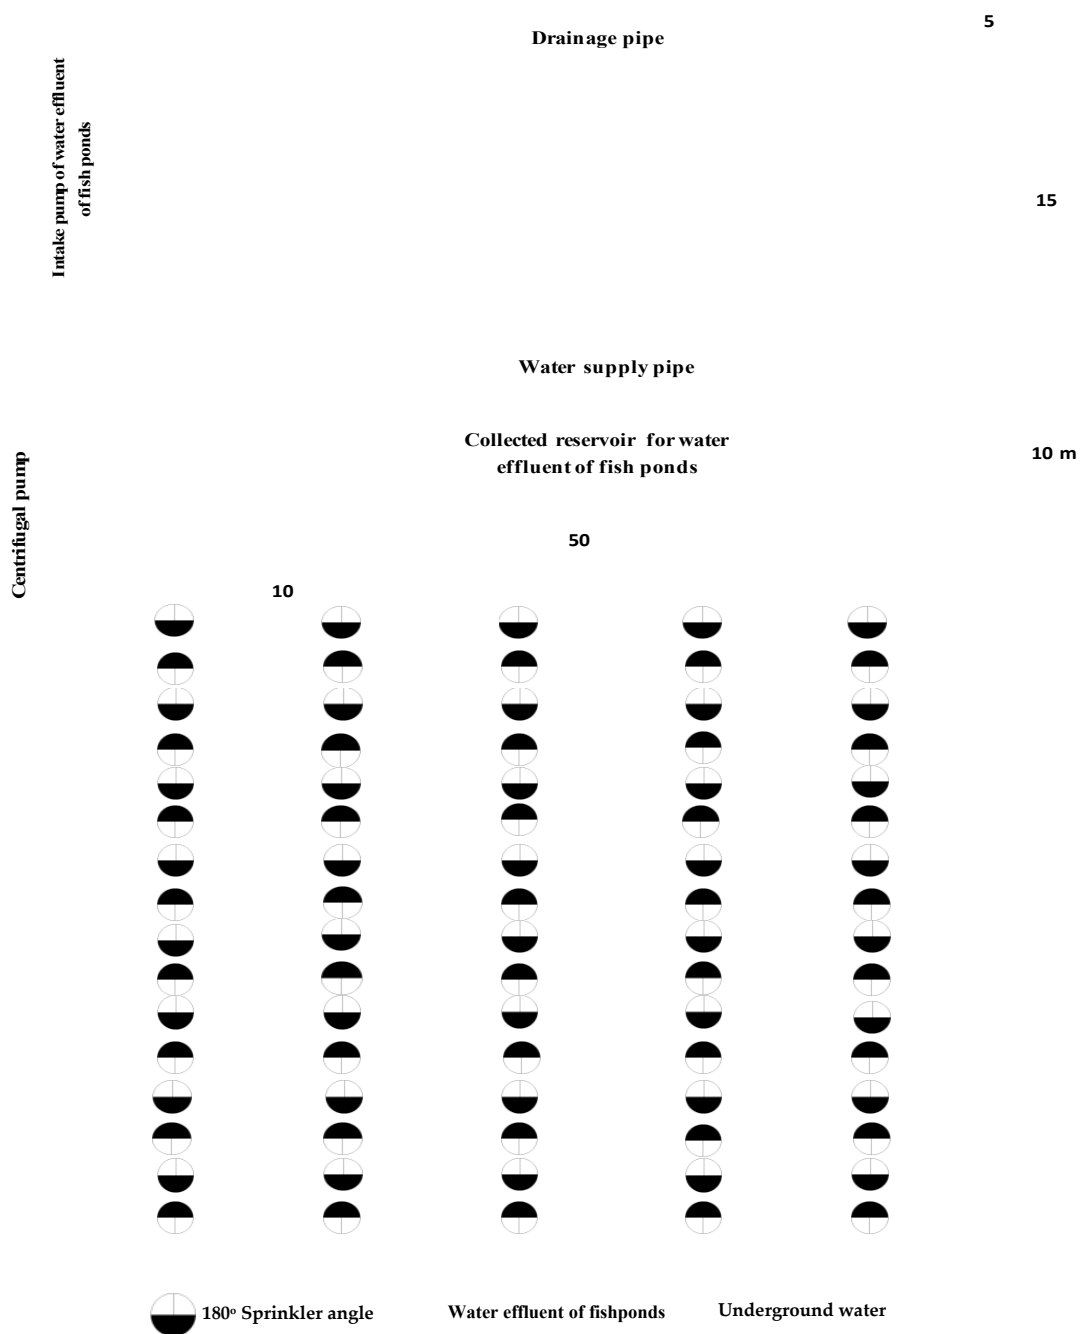 5
Drainage pipe
Intake pump of water effluent
of fish ponds
15
Water supply pipe
Collected reservoir for water
effluent of fish ponds
10 m
Centrifugal pump
50
10
180º Sprinkler angle
Water effluent of fishponds
Underground water